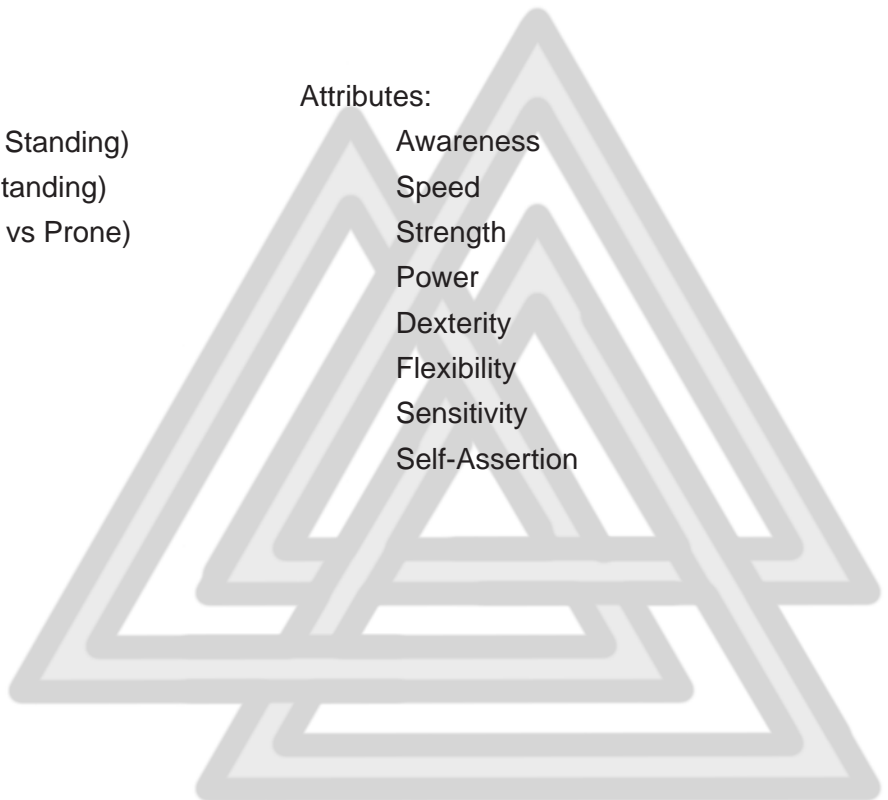 Attributes:
Standing)
Awareness
tanding)
Speed
vs Prone)
Strength
Power
Dexterity
Flexibility
Sensitivity
Self-Assertion